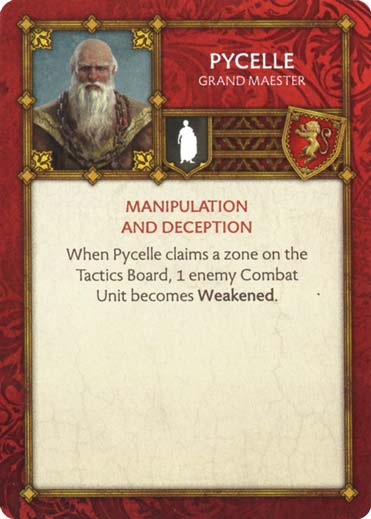 PYCELLE
GRAND MAESTER
MANIPULATION
AND DECEPTION
When Pycelle claims a zone on the
Tactics Board, 1 enemy Combat
Unit becomes Weakened.